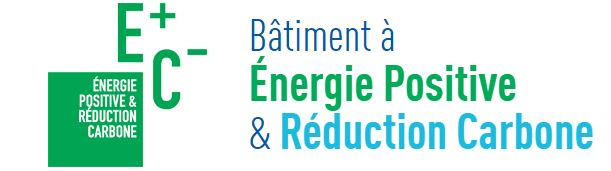 E+
C-
ÉNERGIE
POSITIVE &
RÉDUCTION
CARBONE
Bâtiment à
Énergie Positive
& Réduction Carbone